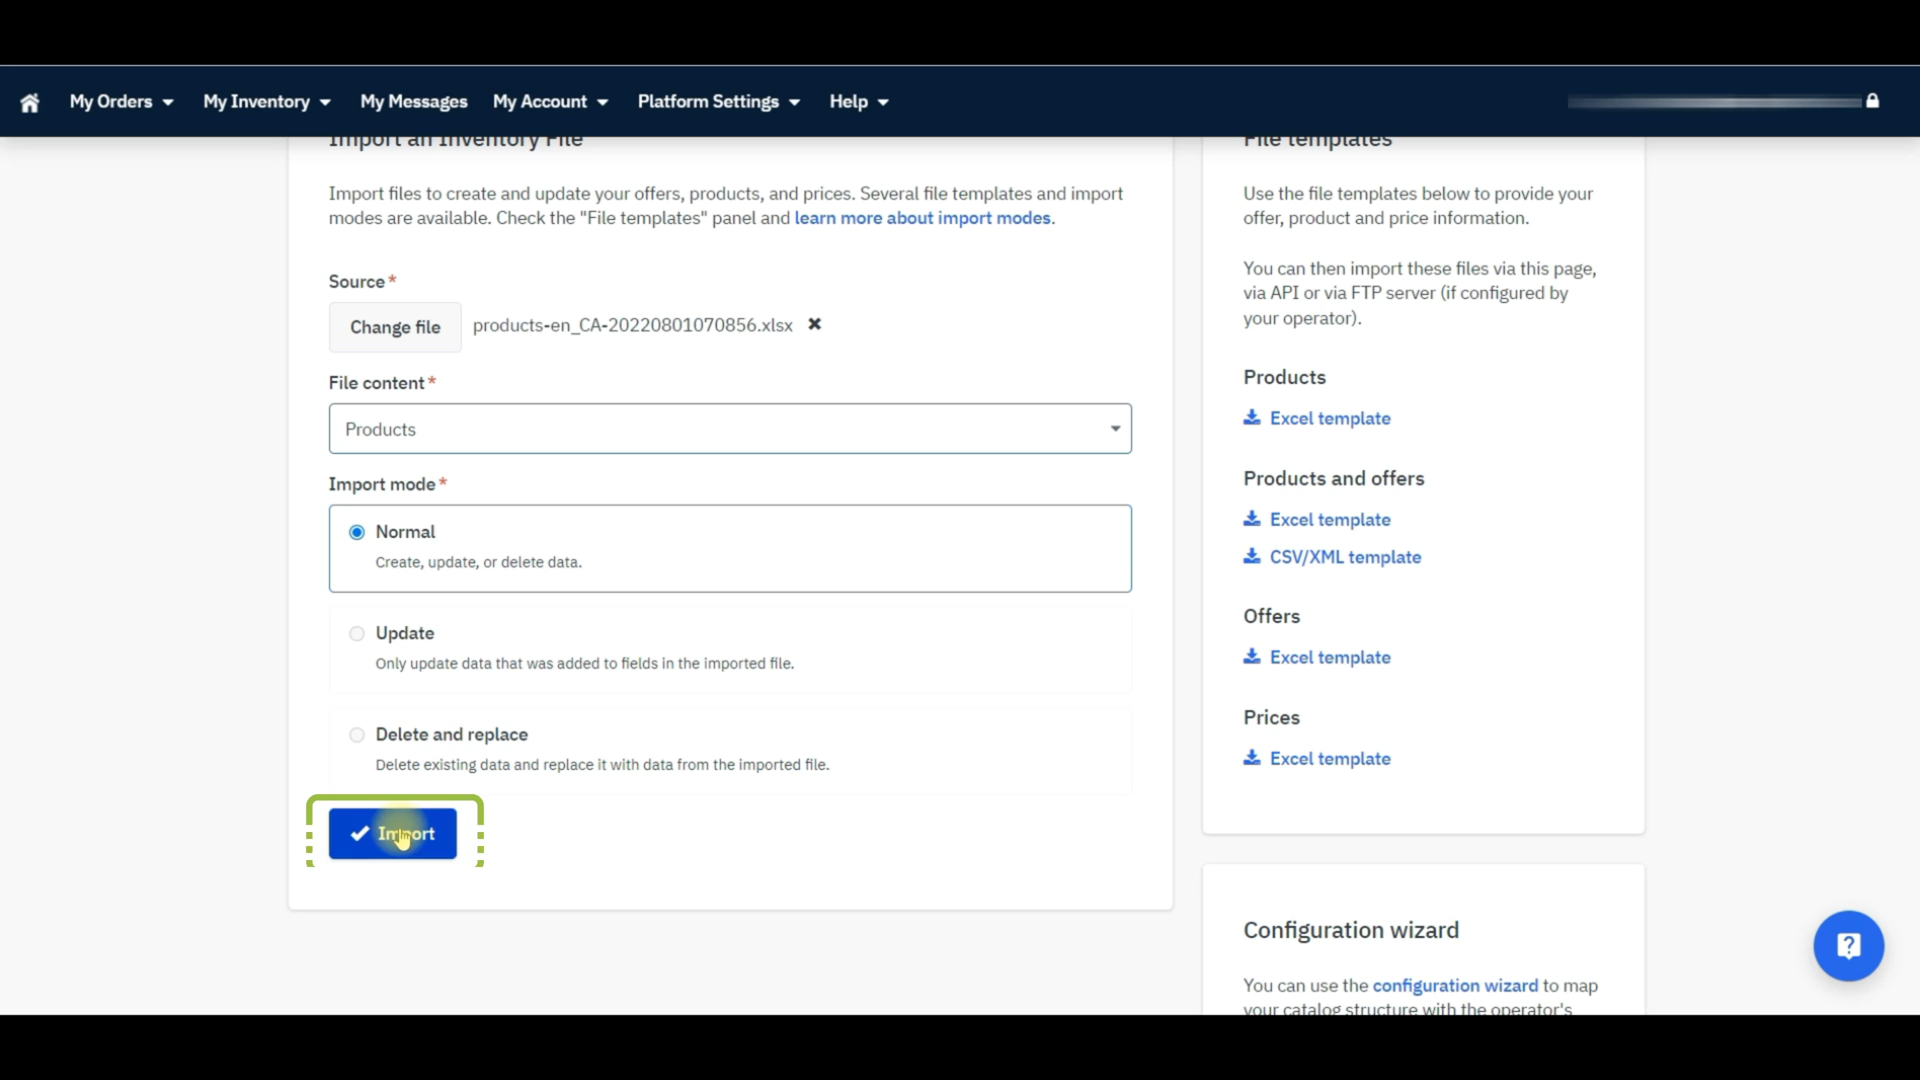 My Orders My Inventory My Messages My Account Platform Settings Help
Import an Inventory File
Import files to create and update your offers, products, and prices. Several file templates and import
modes are available. Check the "File templates" panel and learn more about import modes.
Source*
Change file products-en_CA-20220801070856.xlsx
File content*
Products
Import mode*
Normal
Create, update, or delete data.
Update
Only update data that was added to fields in the imported file.
Delete and replace
Delete existing data and replace it with data from the imported file.
Import
File templates
Use the file templates below to provide your
offer, product and price information.
You can then import these files via this page,
via API or via FTP server (if configured by
your operator).
Products
Excel template
Products and offers
Excel template
CSV/XML template
Offers
Excel template
Prices
Excel template
Configuration wizard
You can use the configuration wizard to map
your catalog structure with the operator's